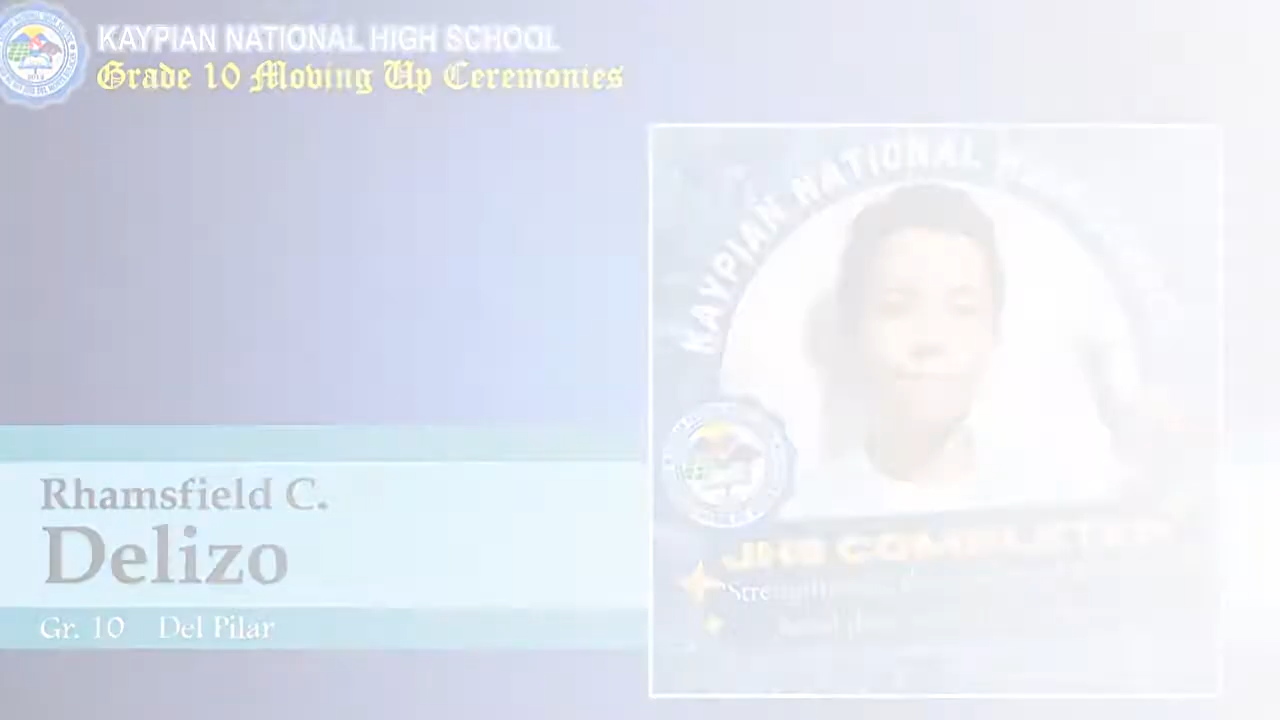 KAYPIAN NATIONAL HIGH SCHOOL
Grade 10 Moving Up Ceremonies
KAYPIAN NATIONAL
JHS COMPLETER
Rhamsfield C.
Delizo
Gr. 10 Del Pilar